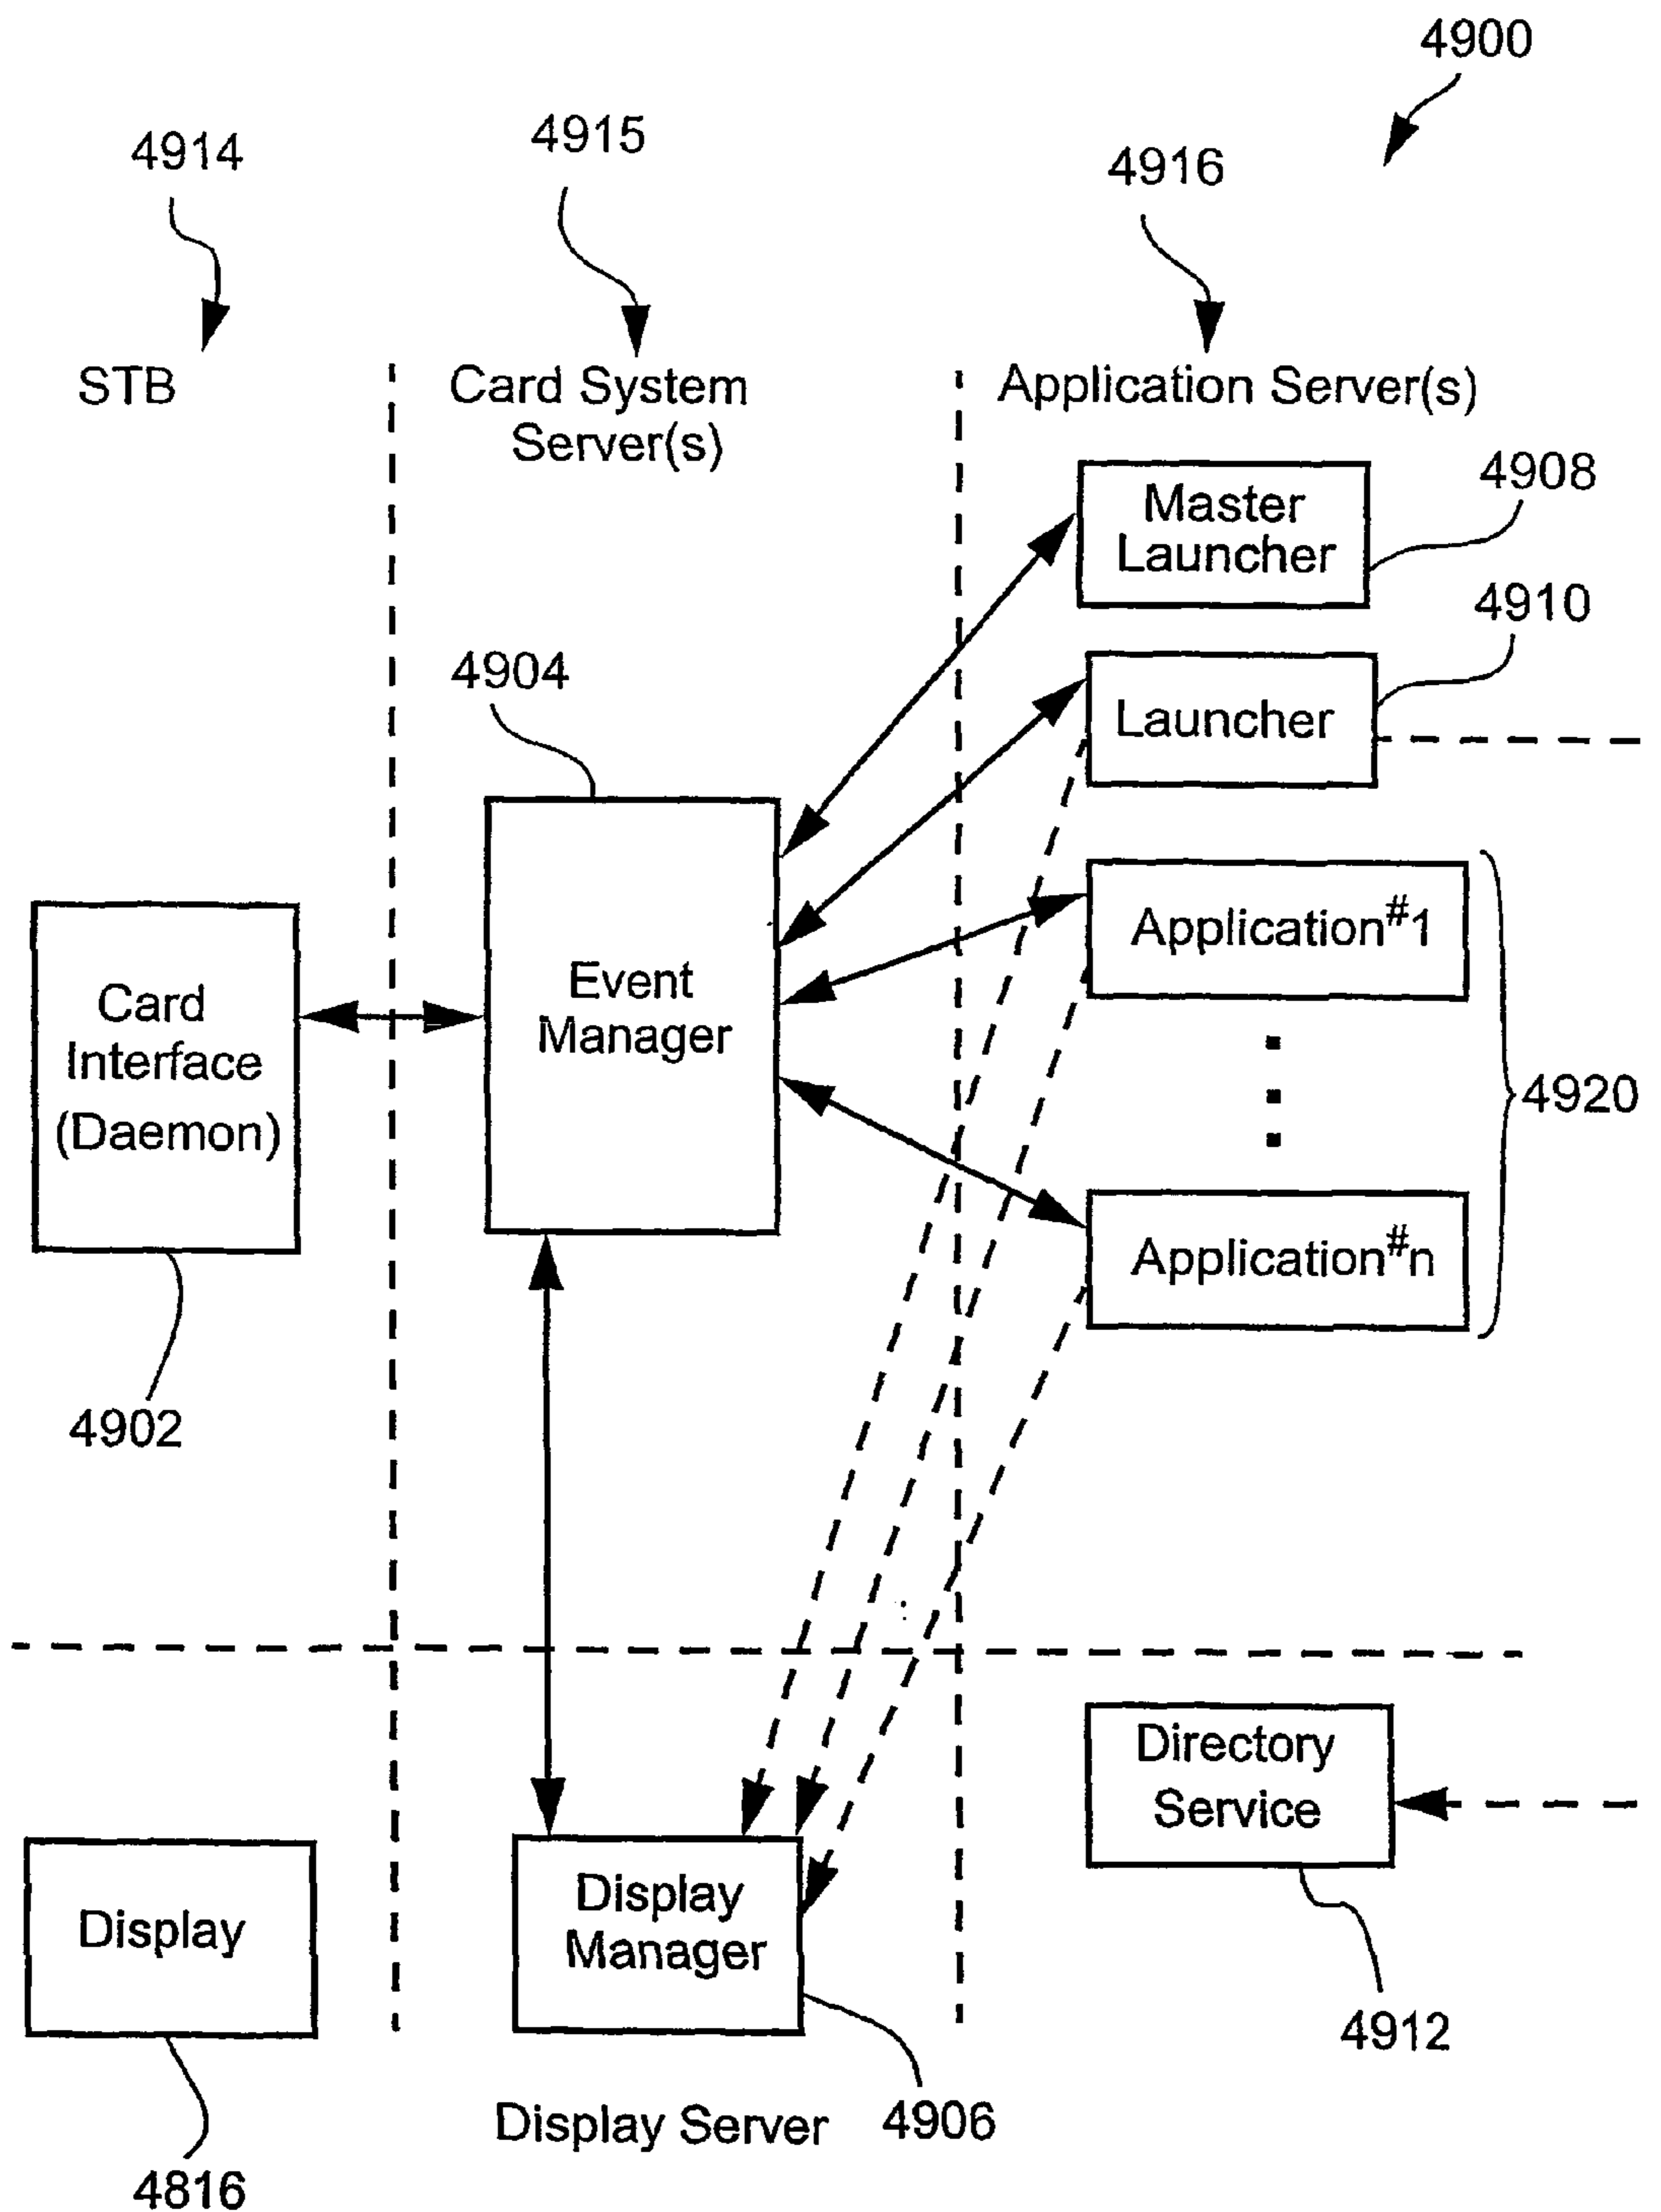 4900
4914
4915
4916
STB
Card System
Server(s)
Application Server(s)
Master
Launcher
4908
4910
Launcher
4904
Application#1
Event
Manager
Card
Interface
(Daemon)
4920
Application#n
4902
Directory
Service
Display
Manager
Display
4912
Display Server
4906
4816